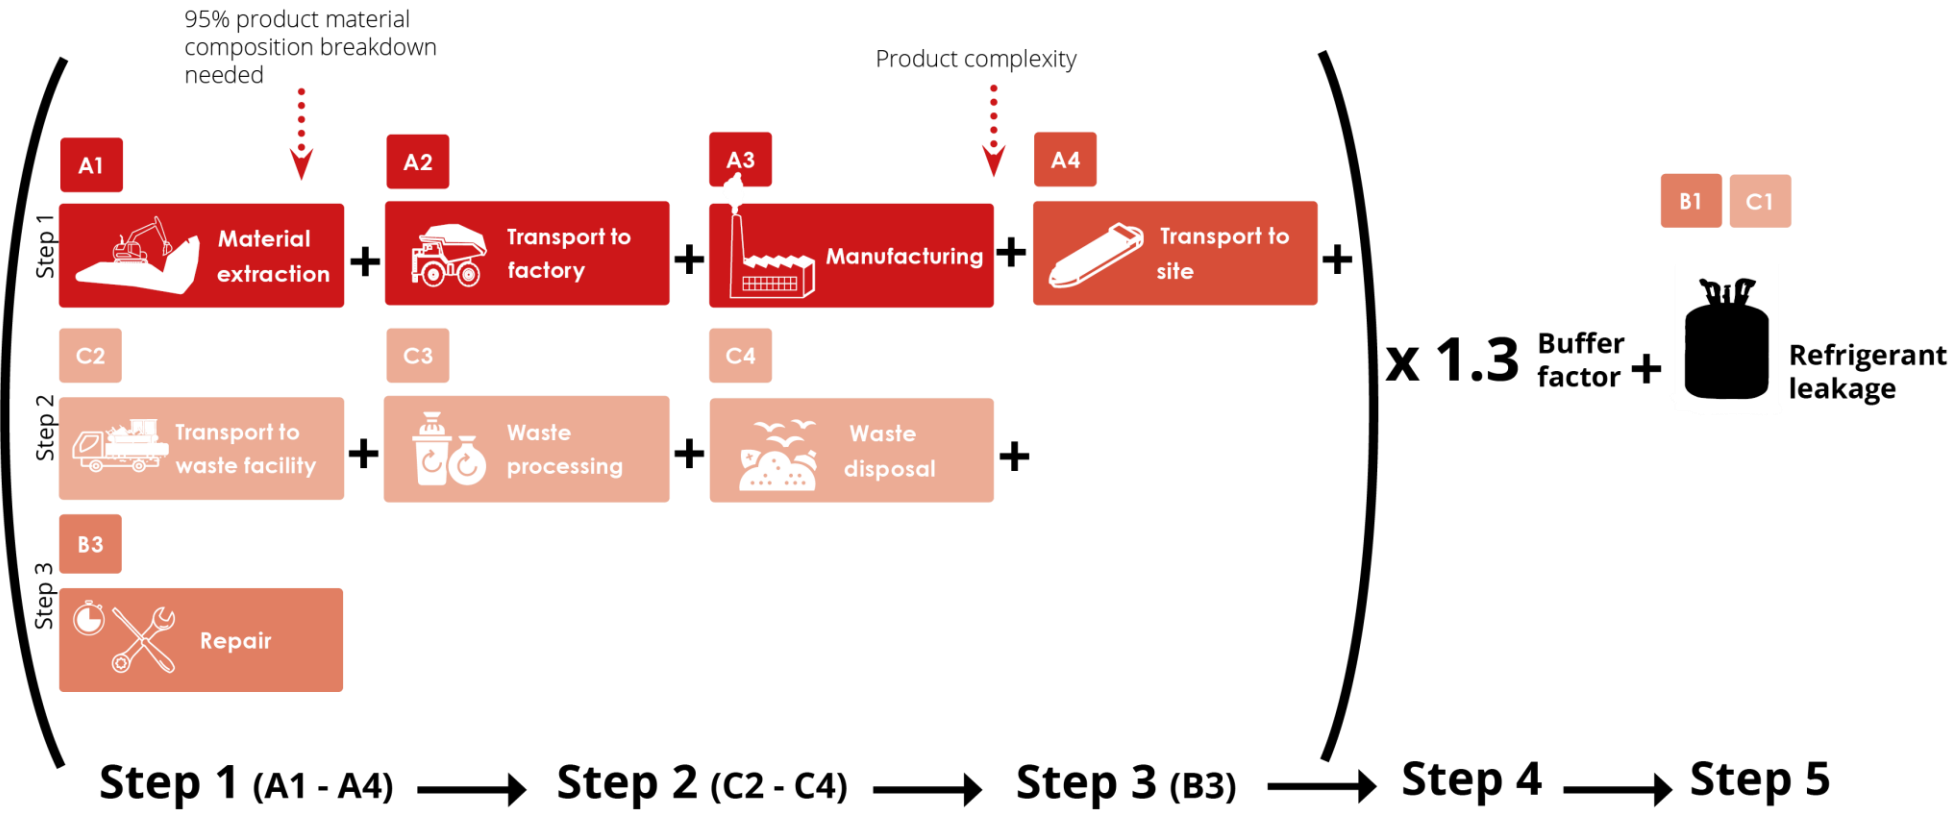 95% product material
composition breakdown
needed
Product complexity
A1
A2
A3
A4
Step 1
Material
extraction
+
Transport to
factory
+
Manufacturing
+
Transport to
site
+
C2
C3
C4
Step 2
Transport to
waste facility
+
Waste
processing
+
Waste
disposal
+
B3
Step 3
Repair
x 1.3
Buffer
factor
+
B1
C1
Refrigerant
leakage
Step 1 (A1 - A4)
Step 2 (C2 - C4)
Step 3 (B3)
Step 4
Step 5